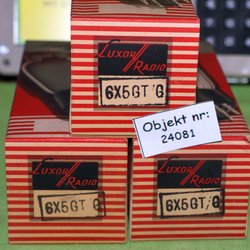 LUXOR
RADIO
6X5GT G
Objekt nr:
24081
LUXOR
RADIO
6X5GT G
LUXOR
RADIO
6X5GT/G